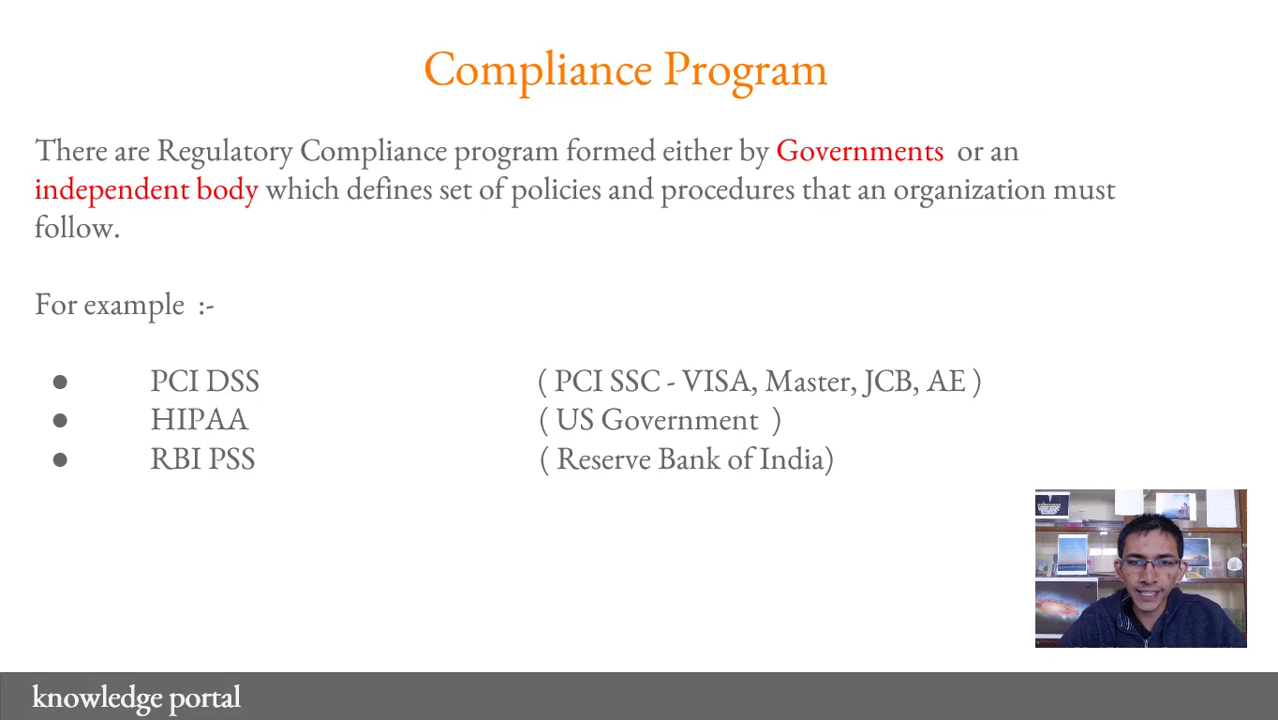 Compliance Program
There are Regulatory Compliance program formed either by Governments or an
independent body which defines set of policies and procedures that an organization must
follow.
For example :-
● PCI DSS ( PCI SSC - VISA, Master, JCB, AE )
● HIPAA ( US Government )
● RBI PSS ( Reserve Bank of India)
knowledge portal